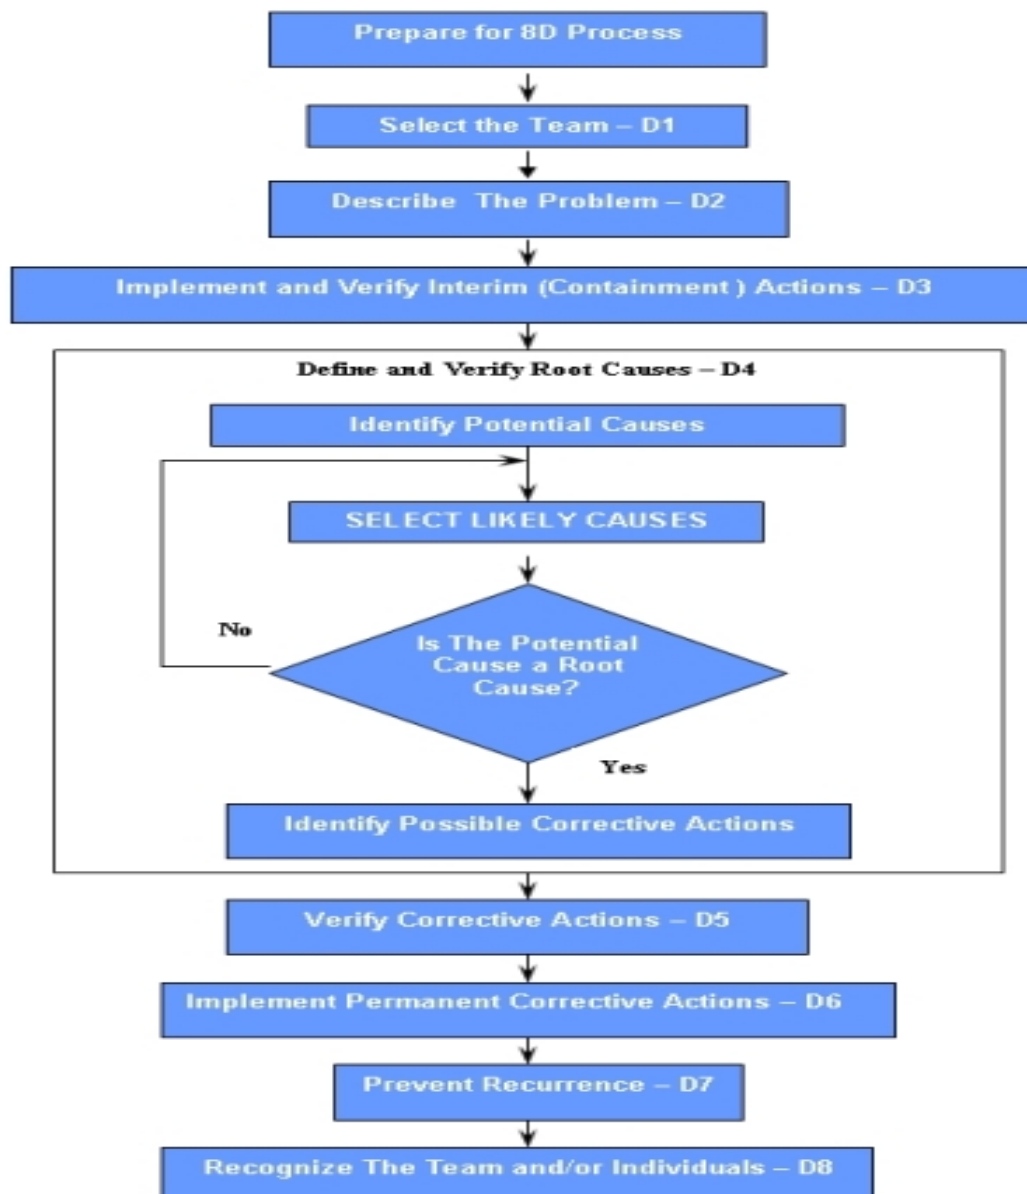 Prepare for 8D Process
Select the Team – D1
Describe The Problem – D2
Implement and Verify Interim (Containment ) Actions – D3
Define and Verify Root Causes – D4
Identify Potential Causes
SELECT LIKELY CAUSES
No
Is The Potential
Cause a Root
Cause?
Yes
Identify Possible Corrective Actions
Verify Corrective Actions – D5
Implement Permanent Corrective Actions – D6
Prevent Recurrence – D7
Recognize The Team and/or Individuals – D8